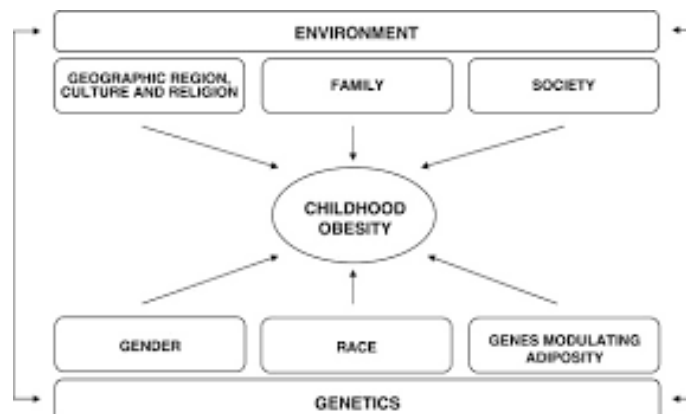 ENVIRONMENT
GEOGRAPHIC REGION,
CULTURE AND RELIGION
FAMILY
SOCIETY
CHILDHOOD
OBESITY
GENDER
RACE
GENES MODULATING
ADIPOSITY
GENETICS